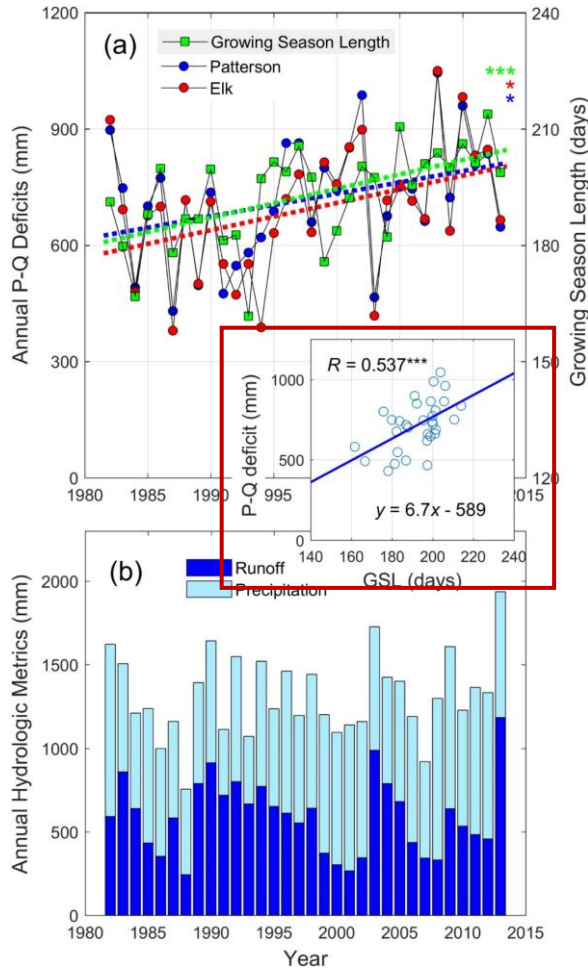 1200
240
(a)
Growing Season Length
Patterson
Elk
***
*
*
900
210
600
180
300
150
0
120
Annual P-Q Deficits (mm)
Growing Season Length (days)
1980
1985
1990
1995
2015
R = 0.537***
1000
500
0
P-Q deficit (mm)
y = 6.7x - 589
140
160
180
200
220
240
GSL (days)
(b)
Runoff
Precipitation
2000
1500
1000
500
0
Annual Hydrologic Metrics (mm)
1980
1985
1990
1995
2000
2005
2010
2015
Year